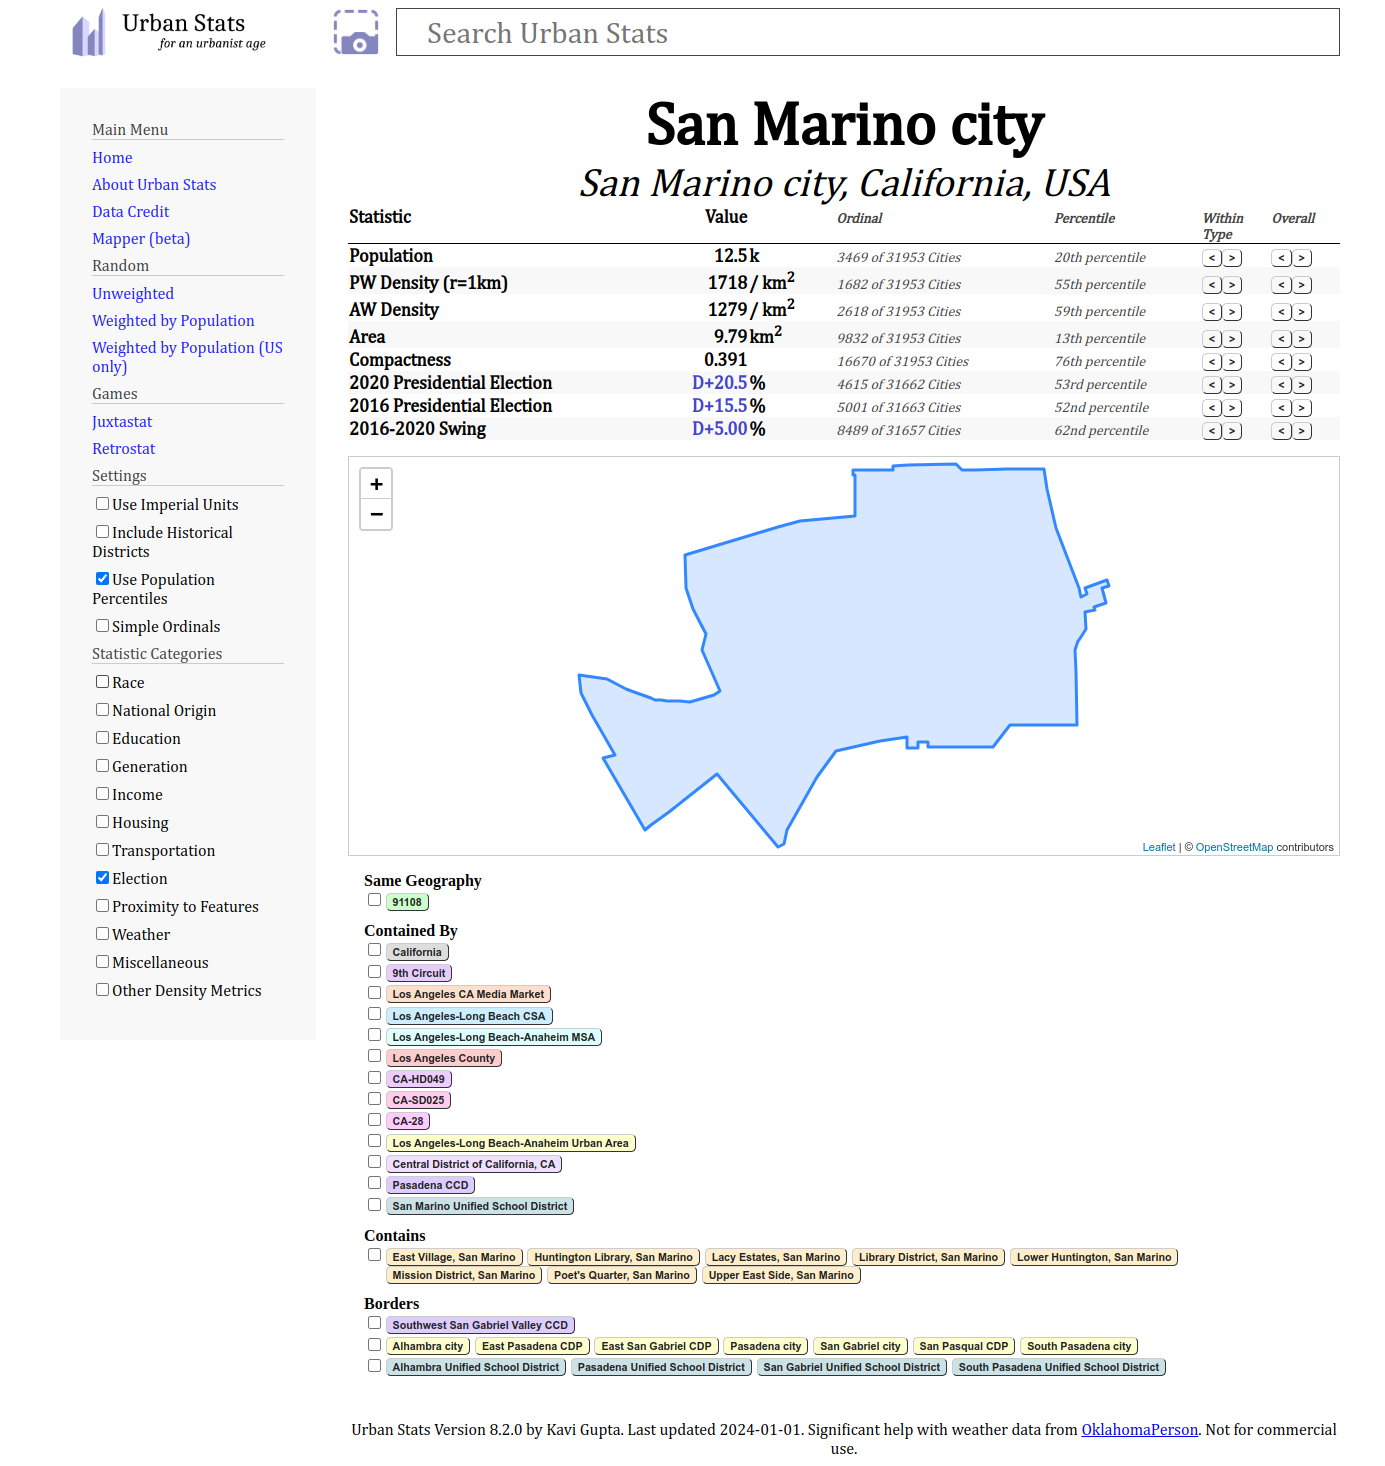 Urban Stats
for an urbanist age
Search Urban Stats
Main Menu
Home
About Urban Stats
Data Credit
Mapper (beta)
Random
Unweighted
Weighted by Population
Weighted by Population (US
only)
Games
Juxtastat
Retrostat
Settings
Use Imperial Units
Include Historical
Districts
Use Population
Percentiles
Simple Ordinals
Statistic Categories
Race
National Origin
Education
Generation
Income
Housing
Transportation
Election
Proximity to Features
Weather
Miscellaneous
Other Density Metrics
San Marino city
San Marino city, California, USA
Statistic Value Ordinal Percentile Within Overall
Type
Population 12.5 k 3469 of 31953 Cities 20th percentile < > < >
PW Density (r=1km) 1718 / km² 1682 of 31953 Cities 55th percentile < > < >
AW Density 1279 / km² 2618 of 31953 Cities 59th percentile < > < >
Area 9.79 km² 9832 of 31953 Cities 13th percentile < > < >
Compactness 0.391 16670 of 31953 Cities 76th percentile < > < >
2020 Presidential Election D+20.5 % 4615 of 31662 Cities 53rd percentile < > < >
2016 Presidential Election D+15.5 % 5001 of 31663 Cities 52nd percentile < > < >
2016-2020 Swing D+5.00 % 8489 of 31657 Cities 62nd percentile < > < >
+
−
Leaflet | © OpenStreetMap contributors
Same Geography
91108
Contained By
California
9th Circuit
Los Angeles CA Media Market
Los Angeles-Long Beach CSA
Los Angeles-Long Beach-Anaheim MSA
Los Angeles County
CA-HD049
CA-SD025
CA-28
Los Angeles-Long Beach-Anaheim Urban Area
Central District of California, CA
Pasadena CCD
San Marino Unified School District
Contains
East Village, San Marino Huntington Library, San Marino Lacy Estates, San Marino Library District, San Marino Lower Huntington, San Marino
Mission District, San Marino Poet's Quarter, San Marino Upper East Side, San Marino
Borders
Southwest San Gabriel Valley CCD
Alhambra city East Pasadena CDP East San Gabriel CDP Pasadena city San Gabriel city San Pasqual CDP South Pasadena city
Alhambra Unified School District Pasadena Unified School District San Gabriel Unified School District South Pasadena Unified School District
Urban Stats Version 8.2.0 by Kavi Gupta. Last updated 2024-01-01. Significant help with weather data from OklahomaPerson. Not for commercial
use.